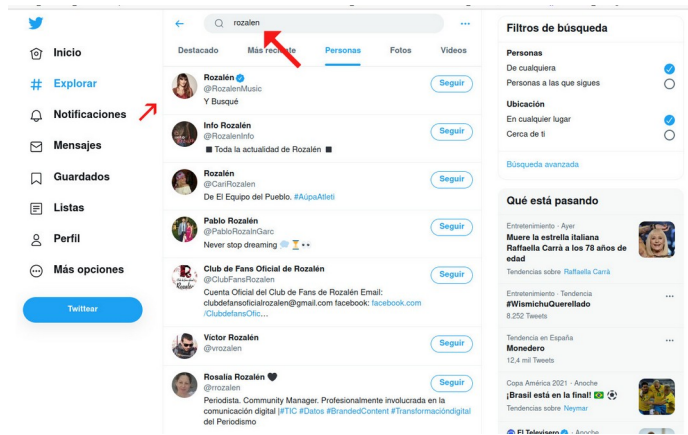 rozalen
Inicio
Explorar
Notificaciones
Mensajes
Guardados
Listas
Perfil
Más opciones
Twittear
Destacado Más reciente Personas Fotos Videos
Rozalén
@RozalenMusic
Seguir
Y Busqué
Info Rozalén
@RozalenInfo
Seguir
Toda la actualidad de Rozalén
Rozalén
@CariRozalen
Seguir
De El Equipo del Pueblo. #AúpaAtleti
Pablo Rozalén
@PabloRozalnGarc
Seguir
Never stop dreaming
Club de Fans Oficial de Rozalén
@ClubFansRozalen
Seguir
Cuenta Oficial del Club de Fans de Rozalén Email:
clubdefansoficialrozalen@gmail.com facebook: facebook.com
/ClubdefansOfic…
Víctor Rozalén
@vrozalen
Seguir
Rosalía Rozalén 🖤
@rrozalen
Seguir
Periodista. Community Manager. Profesionalmente involucrada en la
comunicación digital |#TIC #Datos #BrandedContent #Transformacióndigital
del Periodismo
Filtros de búsqueda
Personas
De cualquiera
Personas a las que sigues
Ubicación
En cualquier lugar
Cerca de ti
Búsqueda avanzada
Qué está pasando
Entretenimiento · Ayer
Muere la estrella italiana
Raffaella Carrà a los 78 años de
edad
Tendencias sobre Raffaella Carrà
Entretenimiento · Tendencia
#WismichuQuerellado
8.252 Tweets
Tendencia en España
Monedero
12,4 mil Tweets
Copa América 2021 · Anoche
¡Brasil está en la final! 🇧🇷 ⚽
Tendencias sobre Neymar
El Televisero · Anoche